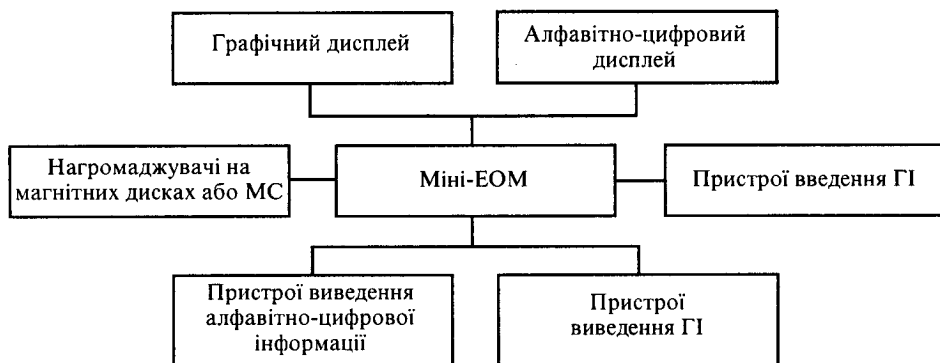 Графічний дисплей
Алфавітно-цифровий
дисплей
Нагромаджувачі на
магнітних дисках або МС
Міні-ЕОМ
Пристрої введення ГІ
Пристрої виведення
алфавітно-цифрової
інформації
Пристрої
виведення ГІ